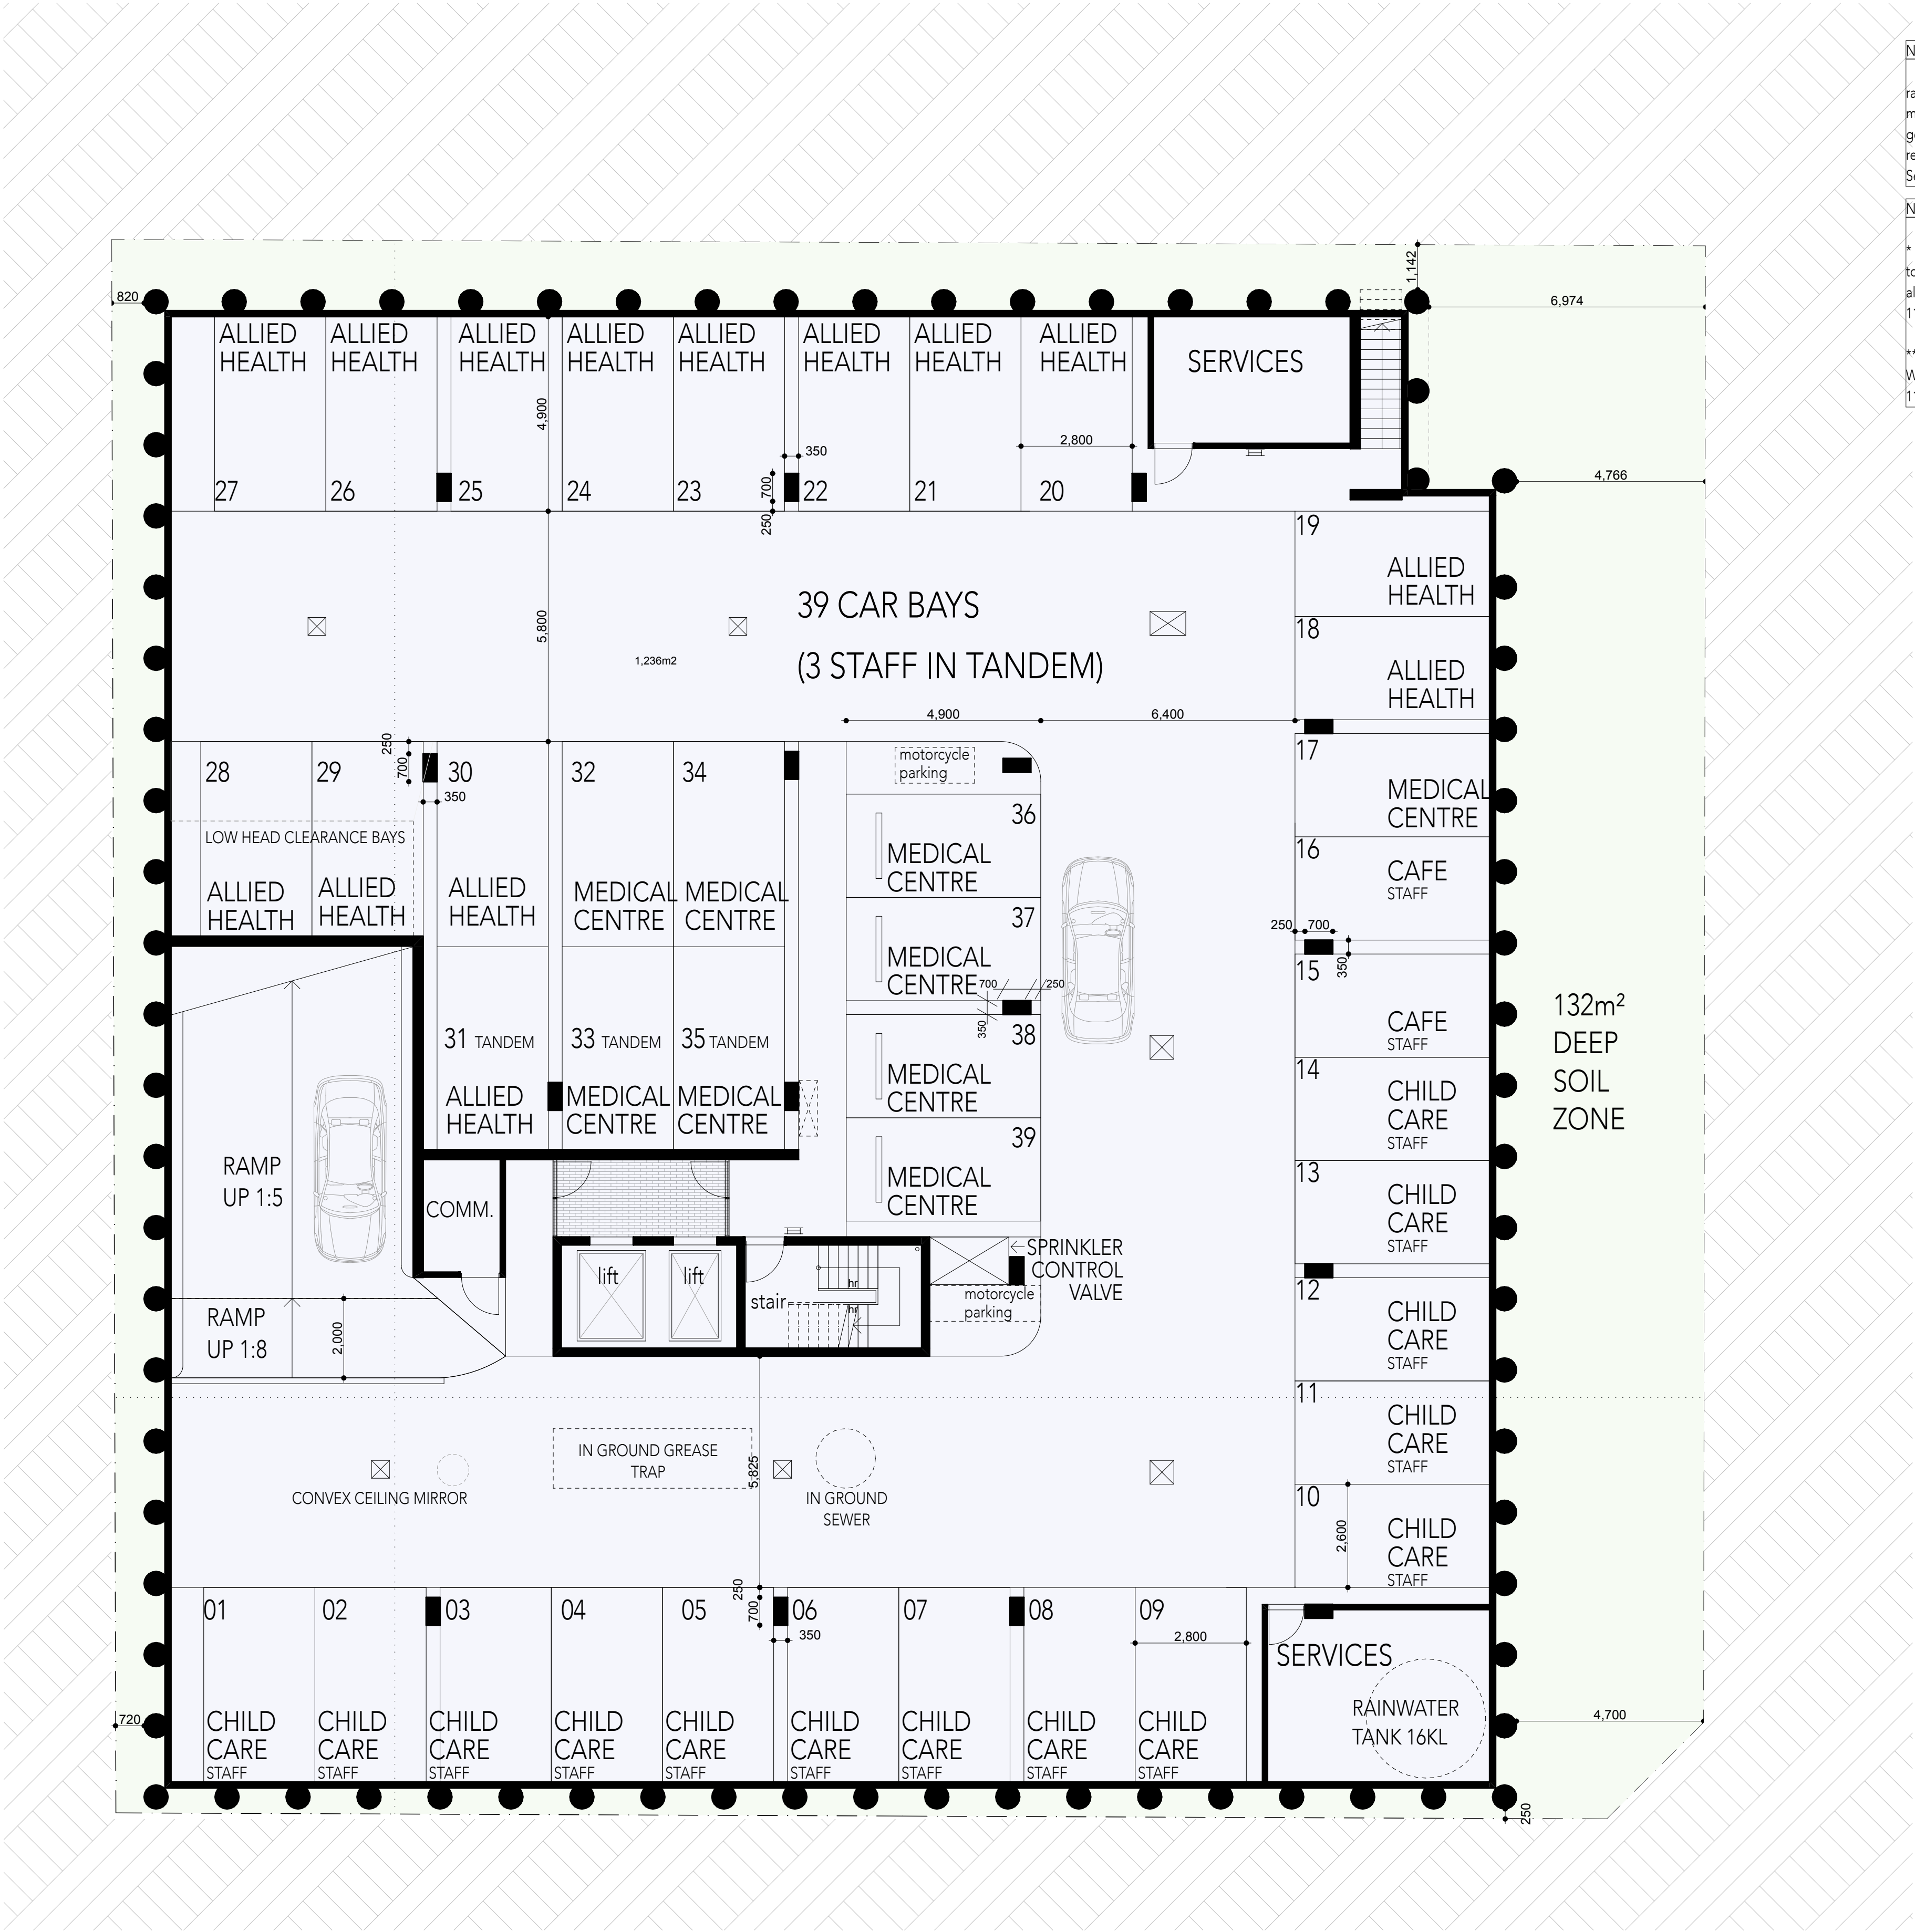 N
ra
m
g
re
S
N
*
to
al
1
**
W
1
1,142
820
6,974
ALLIED
HEALTH
27
ALLIED
HEALTH
26
ALLIED
HEALTH
25
ALLIED
HEALTH
24
ALLIED
HEALTH
23
ALLIED
HEALTH
22
ALLIED
HEALTH
21
ALLIED
HEALTH
20
SERVICES
4,900
350
700
250
2,800
4,766
19
ALLIED
HEALTH
18
ALLIED
HEALTH
39 CAR BAYS
(3 STAFF IN TANDEM)
5,800
1,236m2
4,900
6,400
17
MEDICAL
CENTRE
16
CAFE
STAFF
250
700
350
15
CAFE
STAFF
14
CHILD
CARE
STAFF
13
CHILD
CARE
STAFF
12
CHILD
CARE
STAFF
11
CHILD
CARE
STAFF
10
CHILD
CARE
STAFF
2,600
132m²
DEEP
SOIL
ZONE
250
700
350
28
29
30
32
34
LOW HEAD CLEARANCE BAYS
ALLIED
HEALTH
ALLIED
HEALTH
ALLIED
HEALTH
MEDICAL
CENTRE
MEDICAL
CENTRE
31 TANDEM
33 TANDEM
35 TANDEM
ALLIED
HEALTH
MEDICAL
CENTRE
MEDICAL
CENTRE
motorcycle
parking
36
MEDICAL
CENTRE
37
MEDICAL
CENTRE
700
250
350
38
MEDICAL
CENTRE
39
MEDICAL
CENTRE
RAMP
UP 1:5
COMM.
lift
lift
stair
hr
hr
SPRINKLER
CONTROL
VALVE
motorcycle
parking
RAMP
UP 1:8
2,000
IN GROUND GREASE
TRAP
5,825
CONVEX CEILING MIRROR
IN GROUND
SEWER
250
700
350
01
CHILD
CARE
STAFF
02
CHILD
CARE
STAFF
03
CHILD
CARE
STAFF
04
CHILD
CARE
STAFF
05
CHILD
CARE
STAFF
06
CHILD
CARE
STAFF
07
CHILD
CARE
STAFF
08
CHILD
CARE
STAFF
09
2,800
CHILD
CARE
STAFF
SERVICES
RAINWATER
TANK 16KL
720
4,700
250